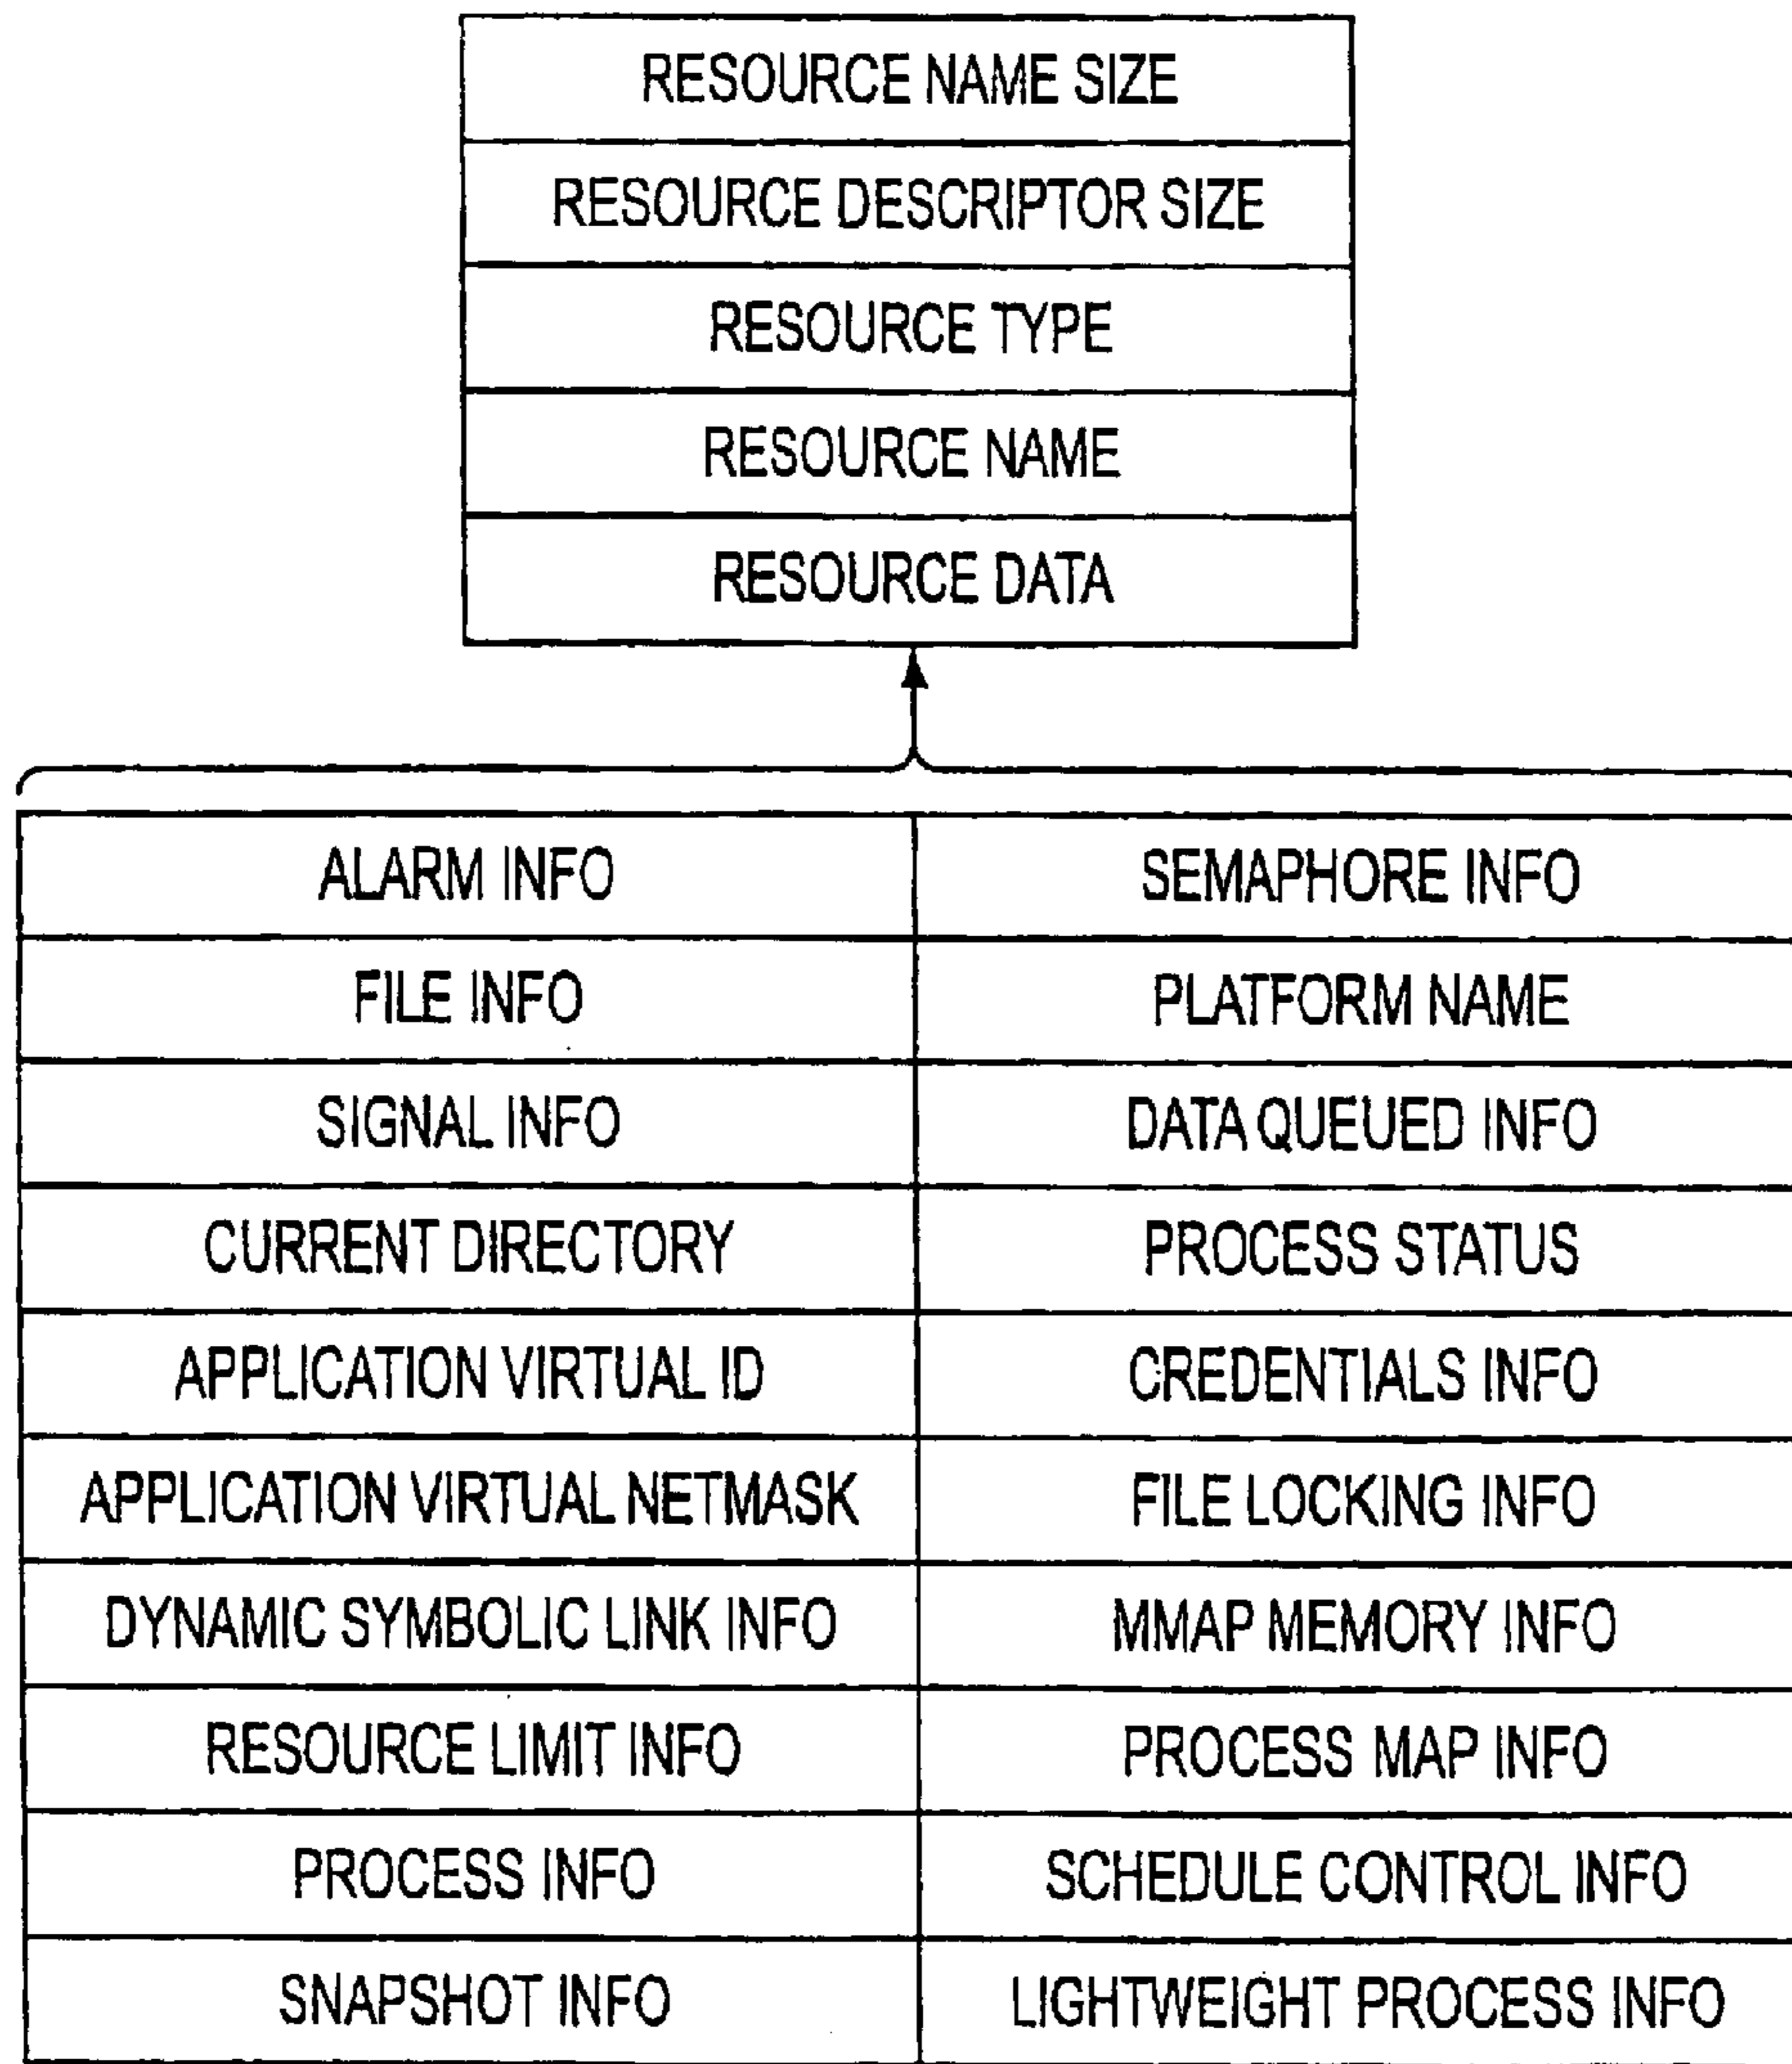 RESOURCE NAME SIZE
RESOURCE DESCRIPTOR SIZE
RESOURCE TYPE
RESOURCE NAME
RESOURCE DATA
ALARM INFO SEMAPHORE INFO
FILE INFO PLATFORM NAME
SIGNAL INFO DATA QUEUED INFO
CURRENT DIRECTORY PROCESS STATUS
APPLICATION VIRTUAL ID CREDENTIALS INFO
APPLICATION VIRTUAL NETMASK FILE LOCKING INFO
DYNAMIC SYMBOLIC LINK INFO MMAP MEMORY INFO
RESOURCE LIMIT INFO PROCESS MAP INFO
PROCESS INFO SCHEDULE CONTROL INFO
SNAPSHOT INFO LIGHTWEIGHT PROCESS INFO